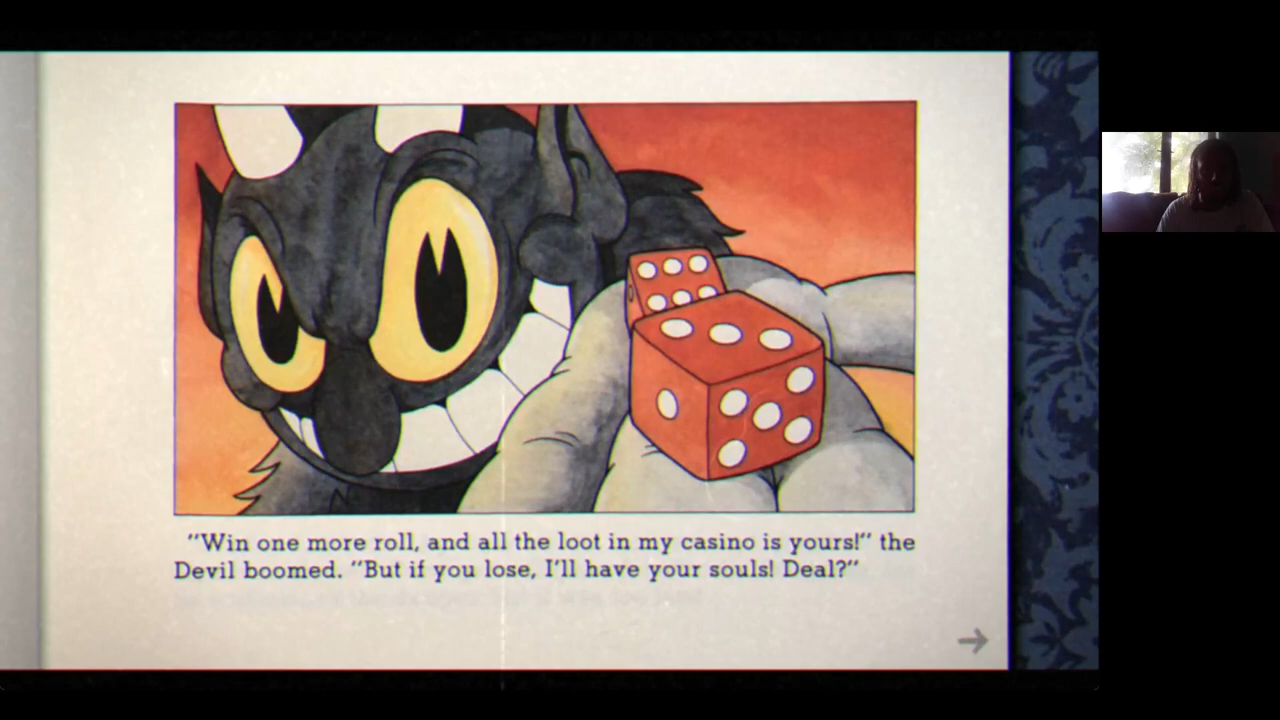 “Win one more roll, and all the loot in my casino is yours!” the
Devil boomed. “But if you lose, I’ll have your souls! Deal?”